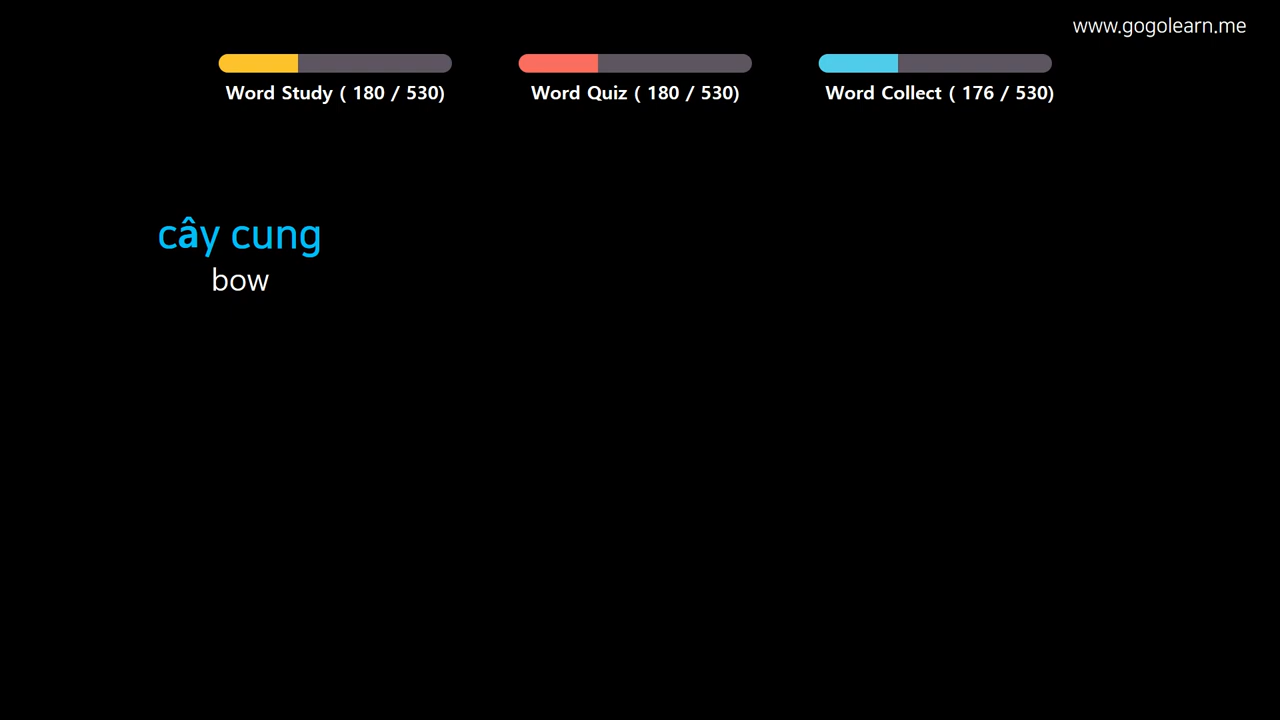 www.gogolearn.me
Word Study ( 180 / 530)
Word Quiz ( 180 / 530)
Word Collect ( 176 / 530)
cây cung
bow